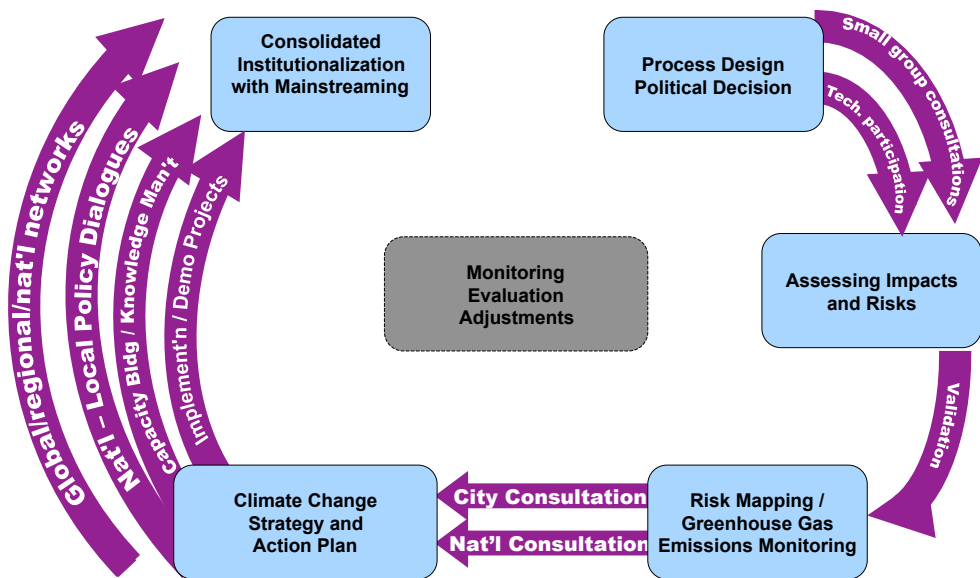 Consolidated
Institutionalization
with Mainstreaming
Process Design
Political Decision
Small group consultations
Tech. participation
Assessing Impacts
and Risks
Monitoring
Evaluation
Adjustments
Validation
Risk Mapping /
Greenhouse Gas
Emissions Monitoring
City Consultation
Nat'l Consultation
Climate Change
Strategy and
Action Plan
Global/regional/nat'l networks
Nat'l – Local Policy Dialogues
Capacity Bldg / Knowledge Man't
Implement'n / Demo Projects